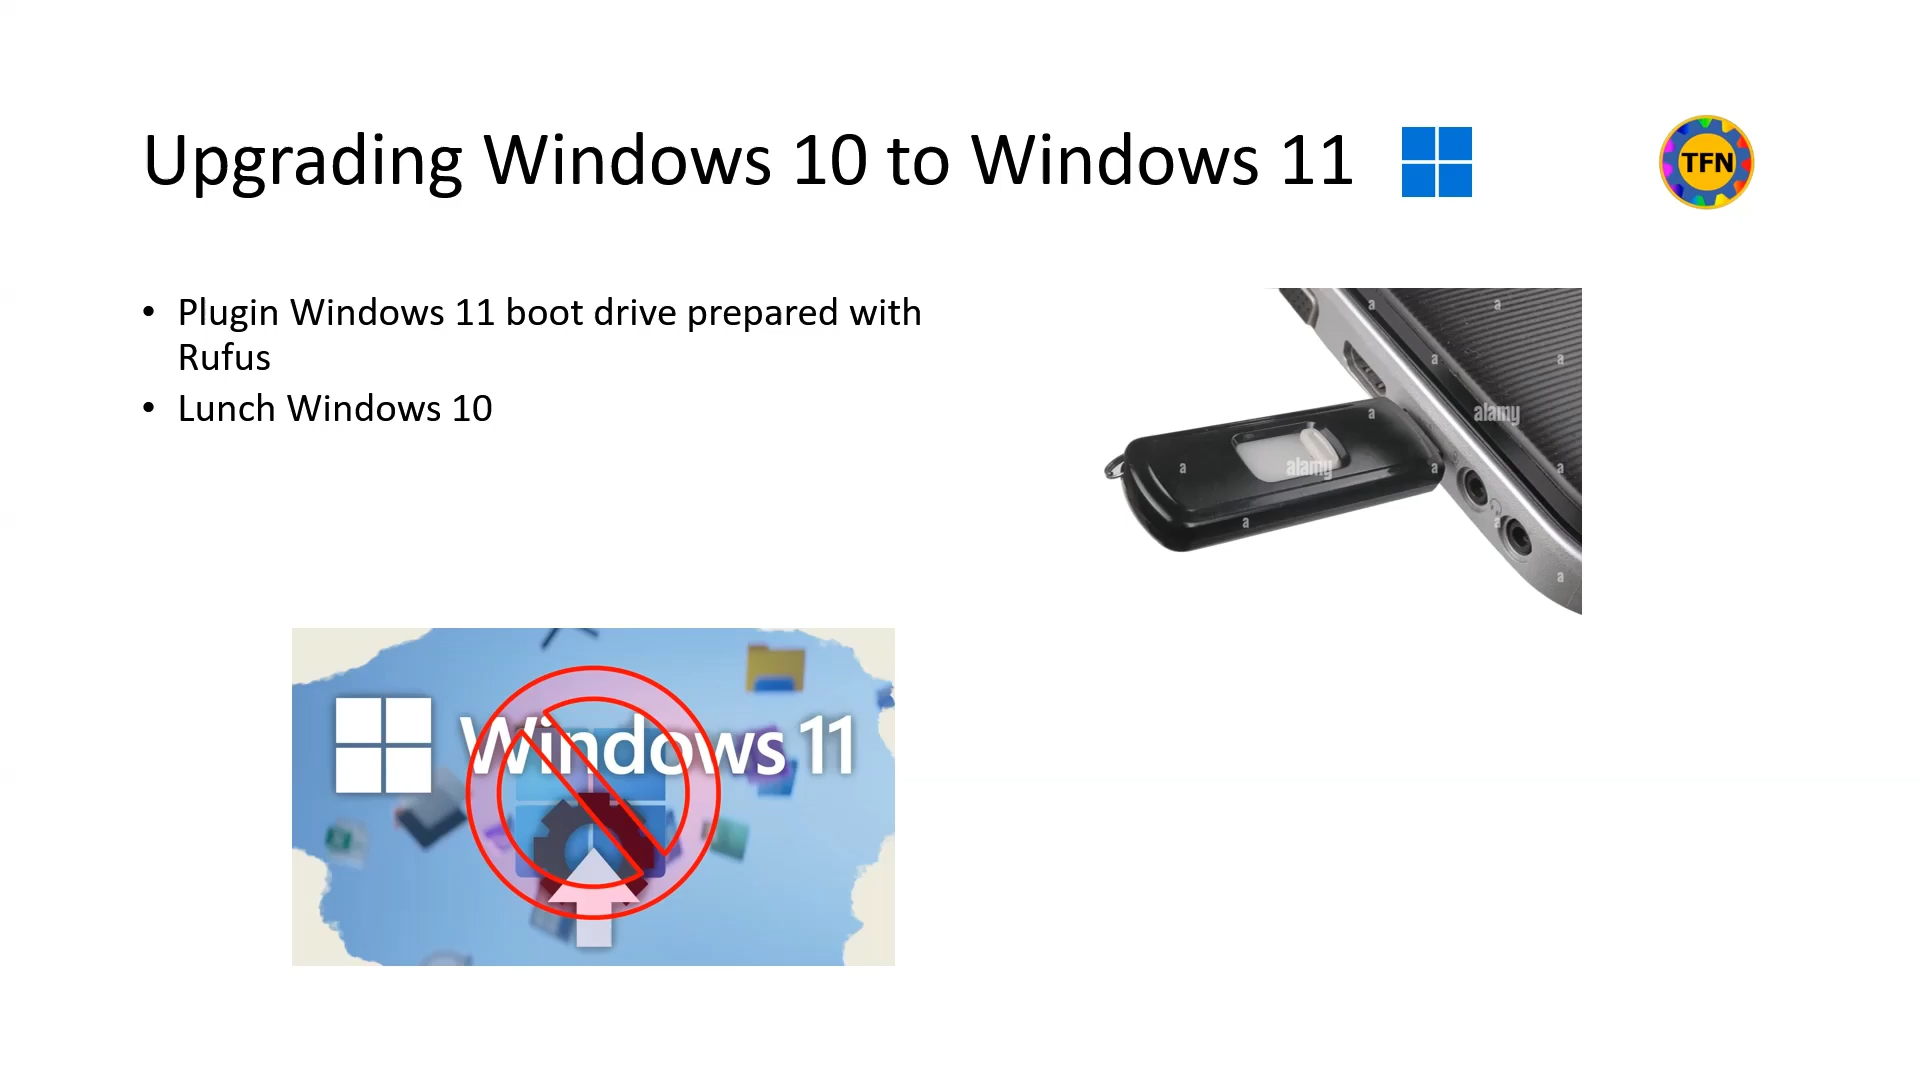 Upgrading Windows 10 to Windows 11
TFN
• Plugin Windows 11 boot drive prepared with
Rufus
• Lunch Windows 10
a a
a a
a alamy
a alamy a a
a a
a
Windows 11